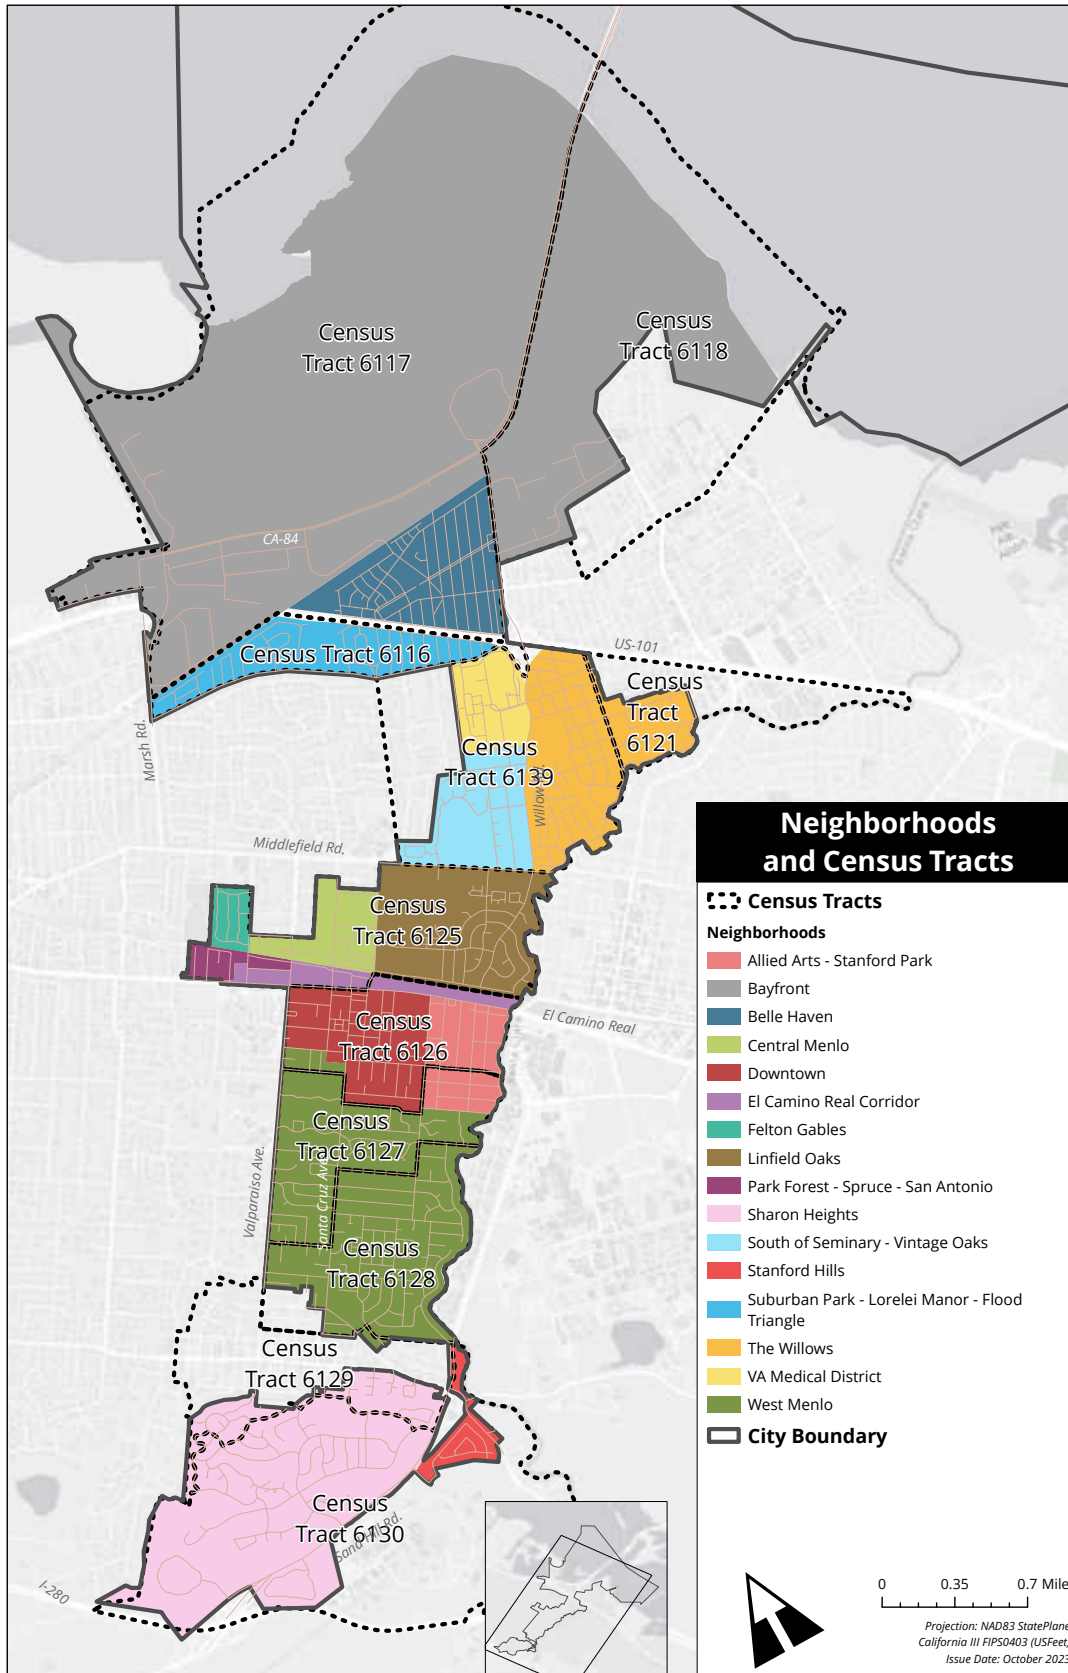 Census
Tract 6117
Census
Tract 6118
CA-84
Census Tract 6116
US-101
Census
Tract
6121
Marsh Rd.
Census
Tract 6139
Willow Rd.
Middlefield Rd.
Census
Tract 6125
El Camino Real
Census
Tract 6126
Census
Tract 6127
Valparaiso Ave.
Santa Cruz Ave.
Census
Tract 6128
Census
Tract 6129
Census
Tract 6130
Sand Hill Rd.
I-280
Neighborhoods
and Census Tracts
Census Tracts
Neighborhoods
Allied Arts - Stanford Park
Bayfront
Belle Haven
Central Menlo
Downtown
El Camino Real Corridor
Felton Gables
Linfield Oaks
Park Forest - Spruce - San Antonio
Sharon Heights
South of Seminary - Vintage Oaks
Stanford Hills
Suburban Park - Lorelei Manor - Flood
Triangle
The Willows
VA Medical District
West Menlo
City Boundary
0 0.35 0.7 Mile
Projection: NAD83 StatePlane
California III FIPS0403 (USFeet)
Issue Date: October 2023